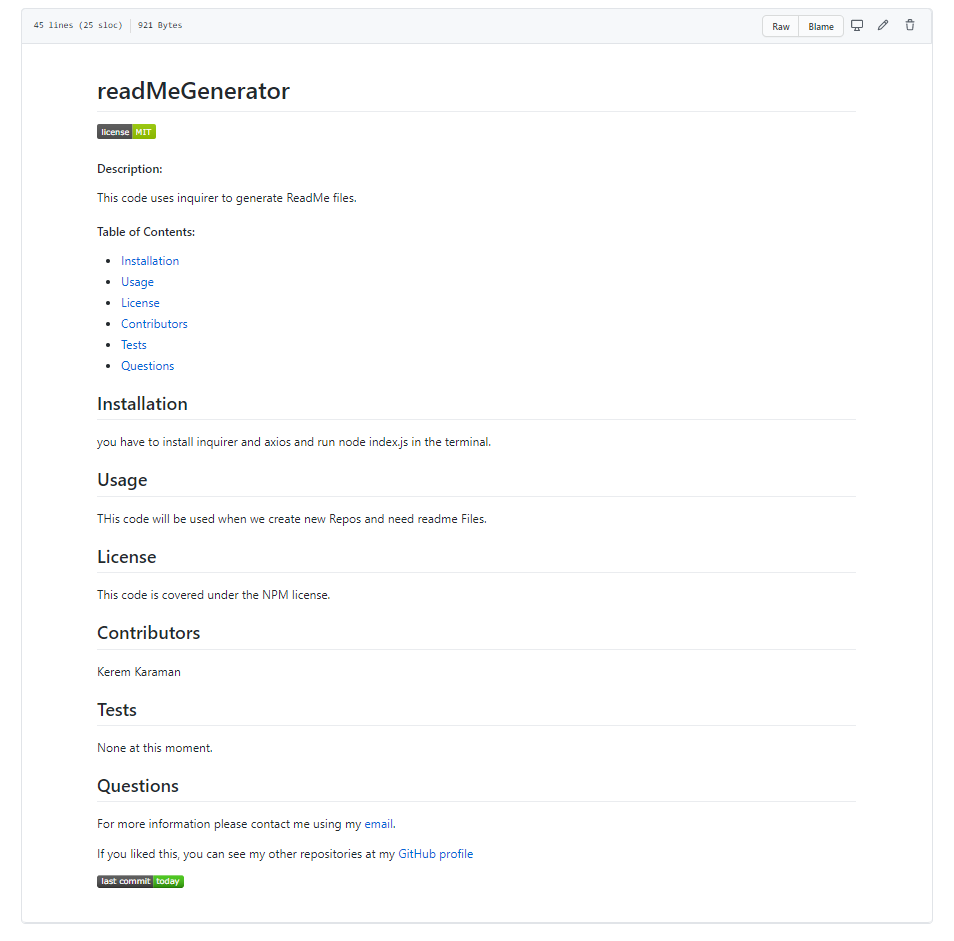 45 lines (25 sloc) 921 Bytes Raw Blame
readMeGenerator
license MIT
Description:
This code uses inquirer to generate ReadMe files.
Table of Contents:
Installation
Usage
License
Contributors
Tests
Questions
Installation
you have to install inquirer and axios and run node index.js in the terminal.
Usage
THis code will be used when we create new Repos and need readme Files.
License
This code is covered under the NPM license.
Contributors
Kerem Karaman
Tests
None at this moment.
Questions
For more information please contact me using my email.
If you liked this, you can see my other repositories at my GitHub profile
last commit today